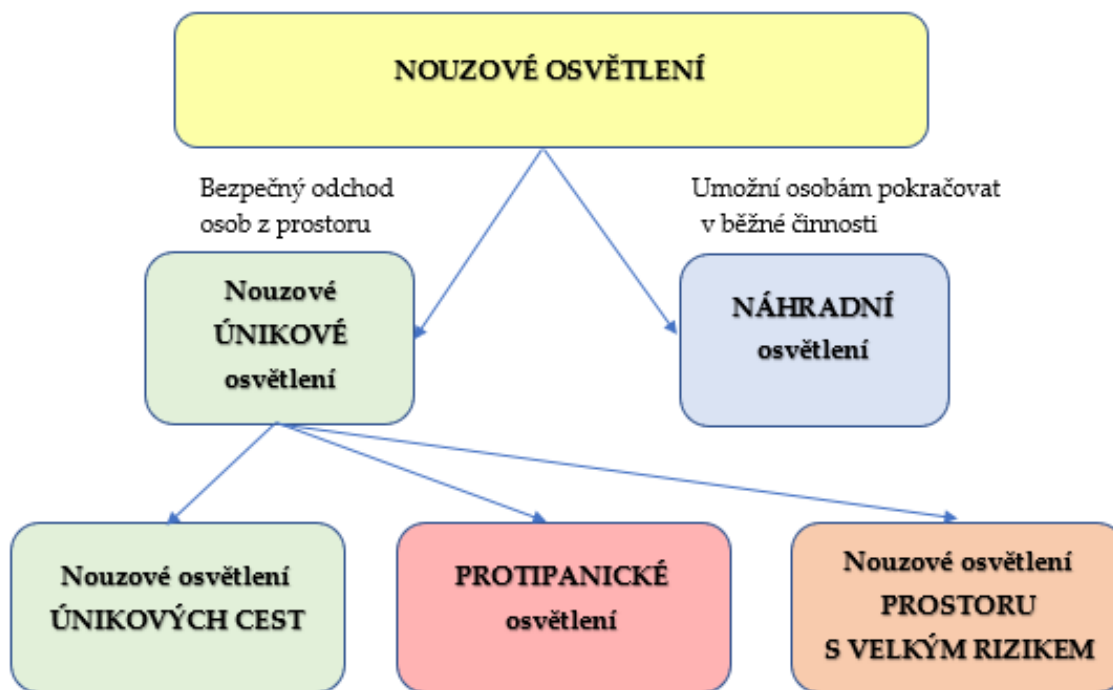 NOUZOVÉ OSVĚTLENÍ
Bezpečný odchod
osob z prostoru
Umožní osobám pokračovat
v běžné činnosti
Nouzové
ÚNIKOVÉ
osvětlení
NÁHRADNÍ
osvětlení
Nouzové osvětlení
ÚNIKOVÝCH CEST
PROTIPANICKÉ
osvětlení
Nouzové osvětlení
PROSTORU
S VELKÝM RIZIKEM